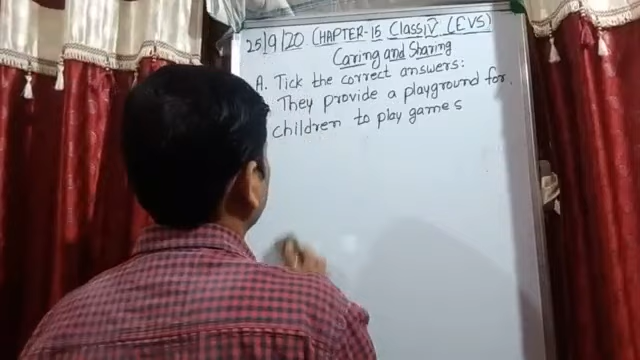 25/9/20 CHAPTER-15 Class V (EVS)
Caring and Sharing
A. Tick the correct answers:
They provide a playground for
children to play games